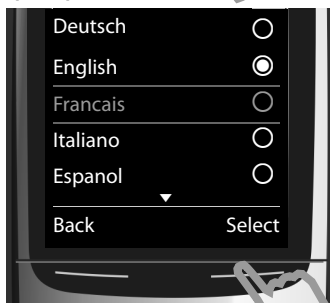 Deutsch
English
Francais
Italiano
Espanol
Back Select